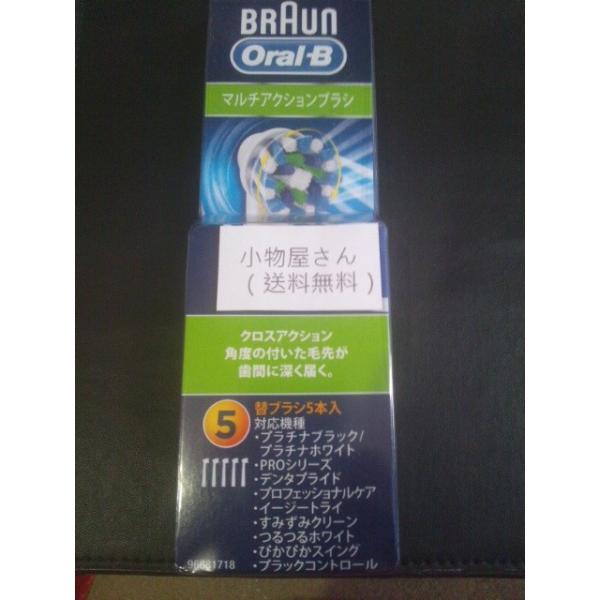 BRAUN
Oral-B
マルチアクションブラシ
小物屋さん
(送料無料)
クロスアクション
角度の付いた毛先が
歯間に深く届く。
5
替ブラシ5本入
対応機種
・プラチナブラック/
プラチナホワイト
・PROシリーズ
・デンタプライド
・プロフェッショナルケア
・イージートライ
・すみずみクリーン
・つるつるホワイト
・ぴかぴかスイング
・ブラックコントロール
96681718